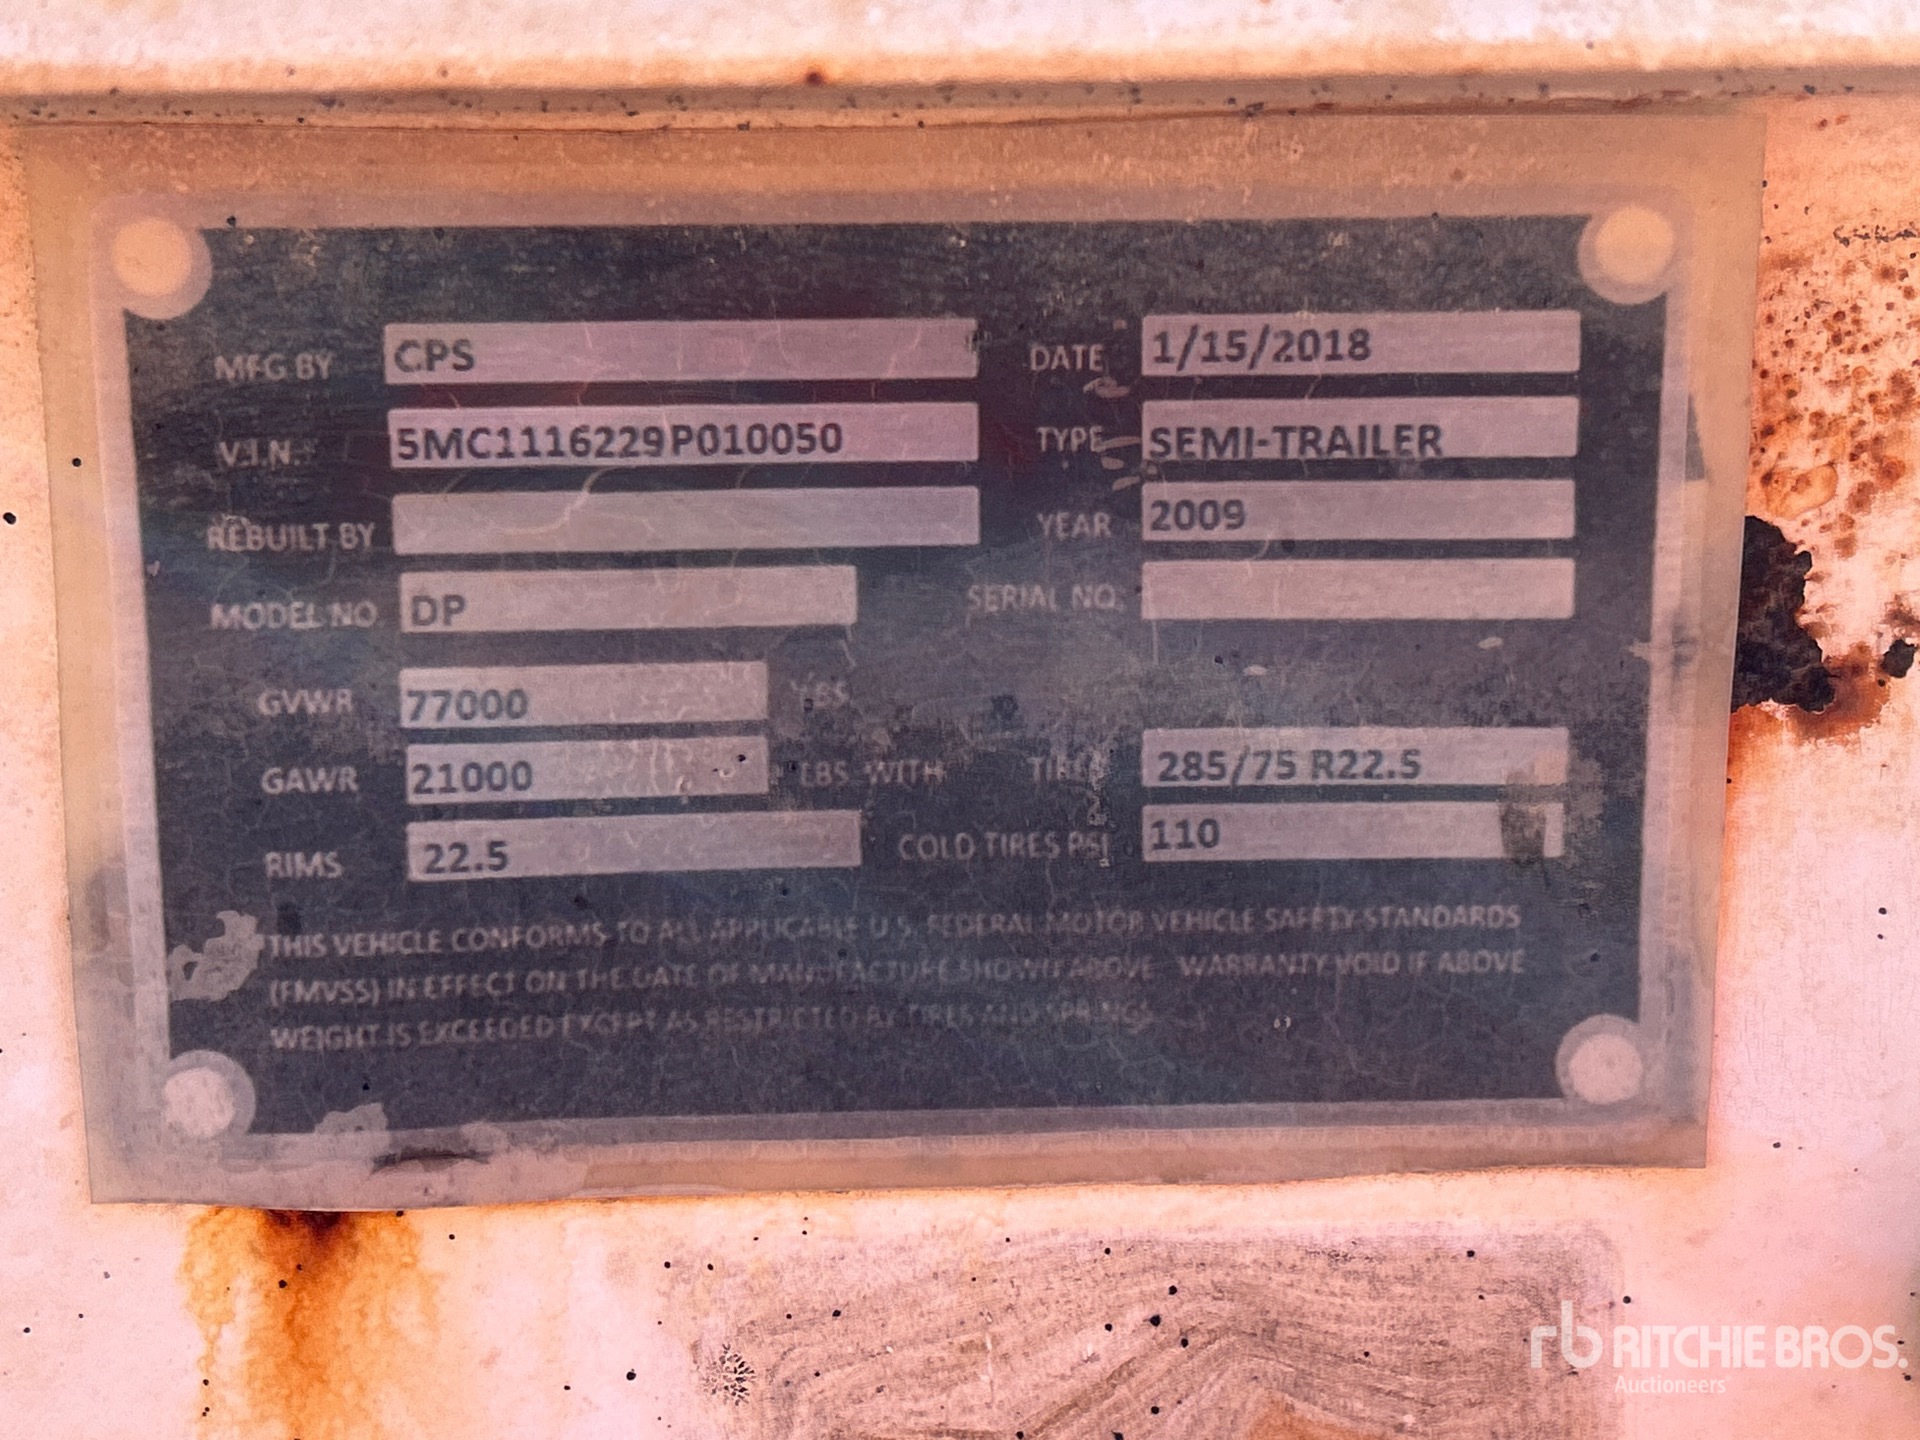 MFG BY CPS DATE 1/15/2018
V.I.N. 5MC1116229P010050 TYPE SEMI-TRAILER
REBUILT BY YEAR 2009
MODEL NO. DP SERIAL NO.
GVWR 77000 LBS
GAWR 21000 LBS WITH TIRES 285/75 R22.5
RIMS 22.5 COLD TIRES PSI 110
THIS VEHICLE CONFORMS TO ALL APPLICABLE U.S. FEDERAL MOTOR VEHICLE SAFETY STANDARDS
(FMVSS) IN EFFECT ON THE DATE OF MANUFACTURE SHOWN ABOVE WARRANTY VOID IF ABOVE
WEIGHT IS EXCEEDED EXCEPT AS RESTRICTED BY TIRES AND SPRINGS
rb RITCHIE BROS.
Auctioneers